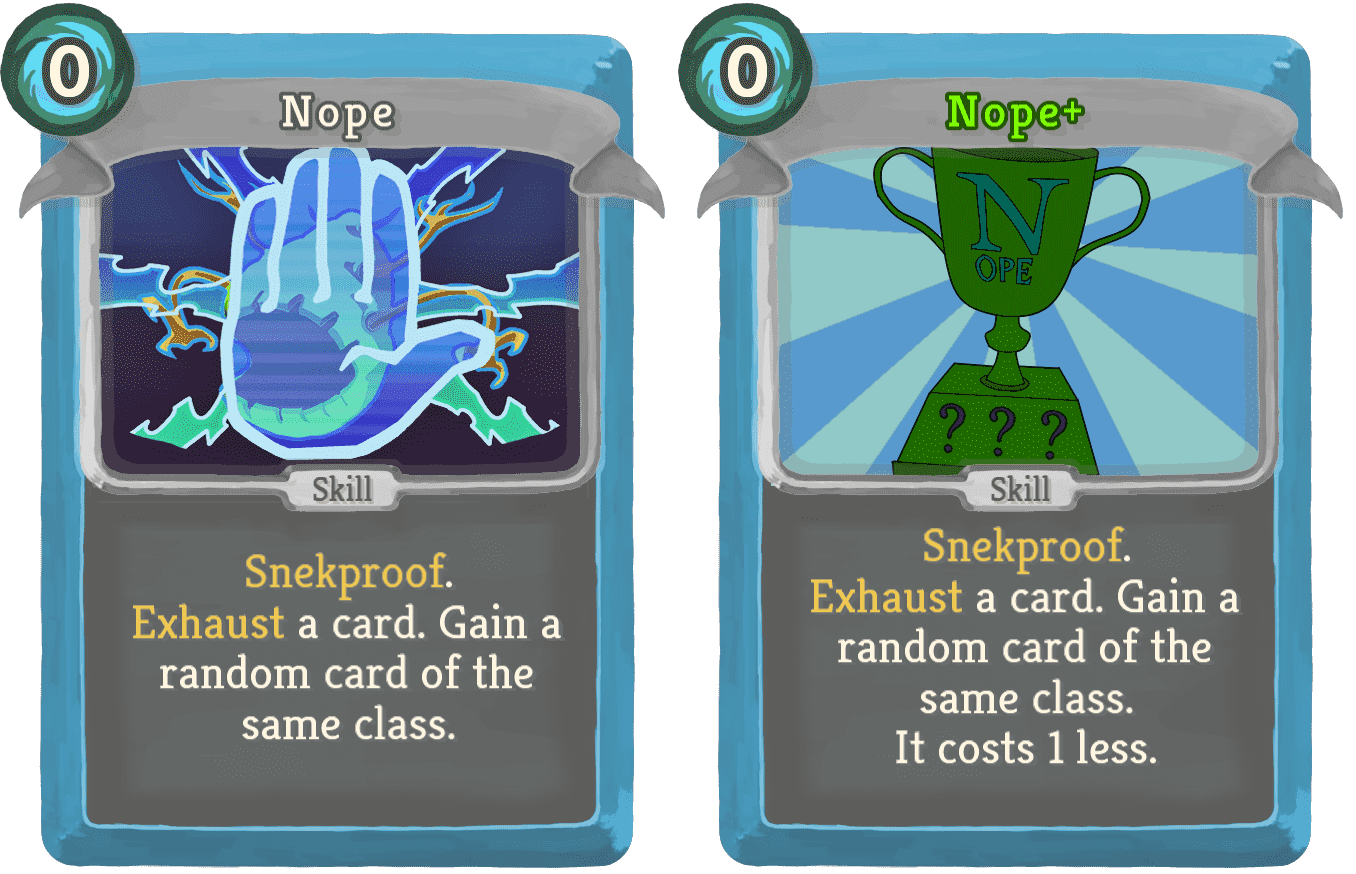 0
Nope
Skill
Snekproof.
Exhaust a card. Gain a
random card of the
same class.
0
Nope+
N
OPE
? ? ?
Skill
Snekproof.
Exhaust a card. Gain a
random card of the
same class.
It costs 1 less.